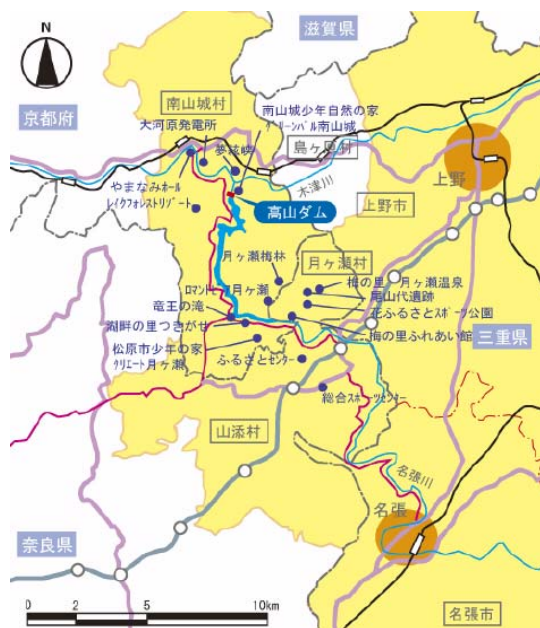 N
滋賀県
京都府
南山城村
南山城少年自然の家
グリーンパル南山城
大河原発電所
夢絃峡
島ヶ原村
上野
やまなみホール
レイクフォレストリゾート
木津川
高山ダム
上野市
月ヶ瀬梅林
月ヶ瀬村
ロマントピア月ヶ瀬
梅の里 月ヶ瀬温泉
尾山代遺跡
竜王の滝
花ふるさとスポーツ公園
湖畔の里つきがせ
梅の里ふれあい館
三重県
松原市少年の家
クリエート月ヶ瀬
ふるさとセンター
総合スポーツセンター
山添村
名張川
名張
奈良県
0 2 5 10km
名張市